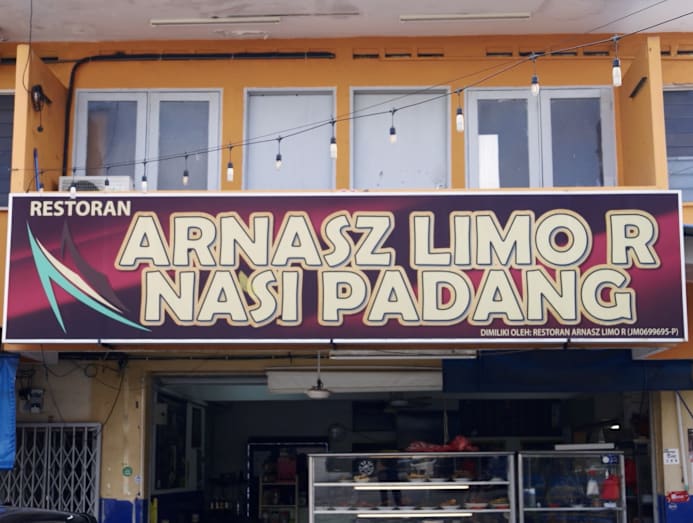 RESTORAN
ARNASZ LIMO R
NASI PADANG
DIMILIKI OLEH: RESTORAN ARNASZ LIMO R (JM0699695-P)